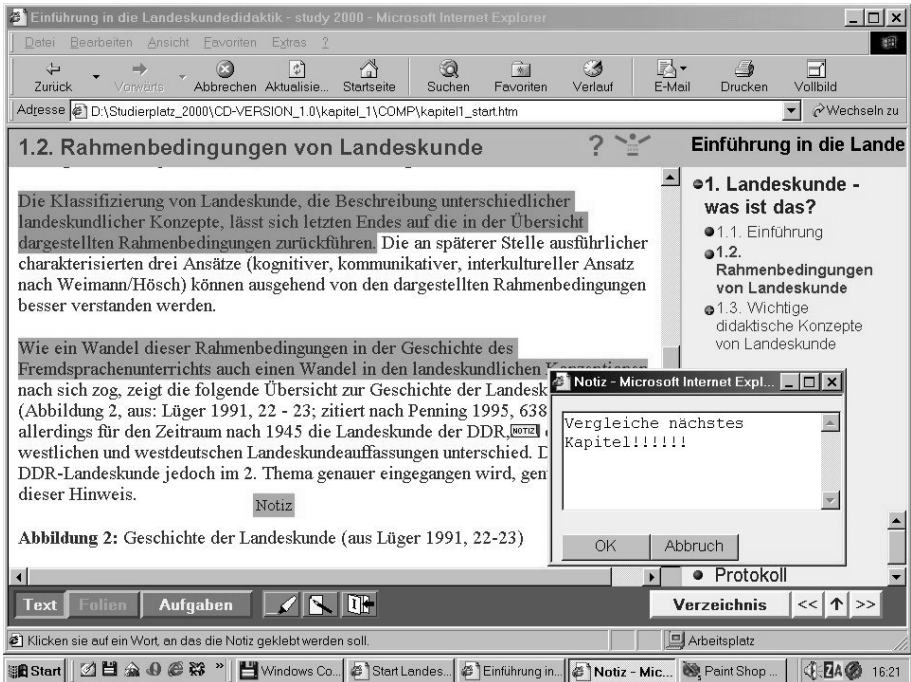 Einführung in die Landeskundedidaktik - study 2000 - Microsoft Internet Explorer
Datei Bearbeiten Ansicht Favoriten Extras ?
Zurück Vorwärts Abbrechen Aktualisie... Startseite Suchen Favoriten Verlauf E-Mail Drucken Vollbild
Adresse D:\Studierplatz_2000\CD-VERSION_1.0\kapitel_1\COMP\kapitel1_start.htm Wechseln zu
1.2. Rahmenbedingungen von Landeskunde ?
Einführung in die Lande
Die Klassifizierung von Landeskunde, die Beschreibung unterschiedlicher
landeskundlicher Konzepte, lässt sich letzten Endes auf die in der Übersicht
dargestellten Rahmenbedingungen zurückführen. Die an späterer Stelle ausführlicher
charakterisierten drei Ansätze (kognitiver, kommunikativer, interkultureller Ansatz
nach Weimann/Hösch) können ausgehend von den dargestellten Rahmenbedingungen
besser verstanden werden.
Wie ein Wandel dieser Rahmenbedingungen in der Geschichte des
Fremdsprachenunterrichts auch einen Wandel in den landeskundlichen Konzeptionen
nach sich zog, zeigt die folgende Übersicht zur Geschichte der Landesk
(Abbildung 2, aus: Lüger 1991, 22 - 23; zitiert nach Penning 1995, 638
allerdings für den Zeitraum nach 1945 die Landeskunde der DDR, NOTIZ
westlichen und westdeutschen Landeskundeauffassungen unterschied. D
DDR-Landeskunde jedoch im 2. Thema genauer eingegangen wird, gen
dieser Hinweis.
Notiz
Abbildung 2: Geschichte der Landeskunde (aus Lüger 1991, 22-23)
1. Landeskunde -
was ist das?
1.1. Einführung
1.2.
Rahmenbedingungen
von Landeskunde
1.3. Wichtige
didaktische Konzepte
von Landeskunde
Notiz - Microsoft Internet Expl...
Vergleiche nächstes
Kapitel!!!!!!
OK Abbruch
Protokoll
Text Folien Aufgaben Verzeichnis << ↑ >>
Klicken sie auf ein Wort, an das die Notiz geklebt werden soll. Arbeitsplatz
Start Windows Co... Start Landes... Einführung in... Notiz - Mic... Paint Shop ... 16:21